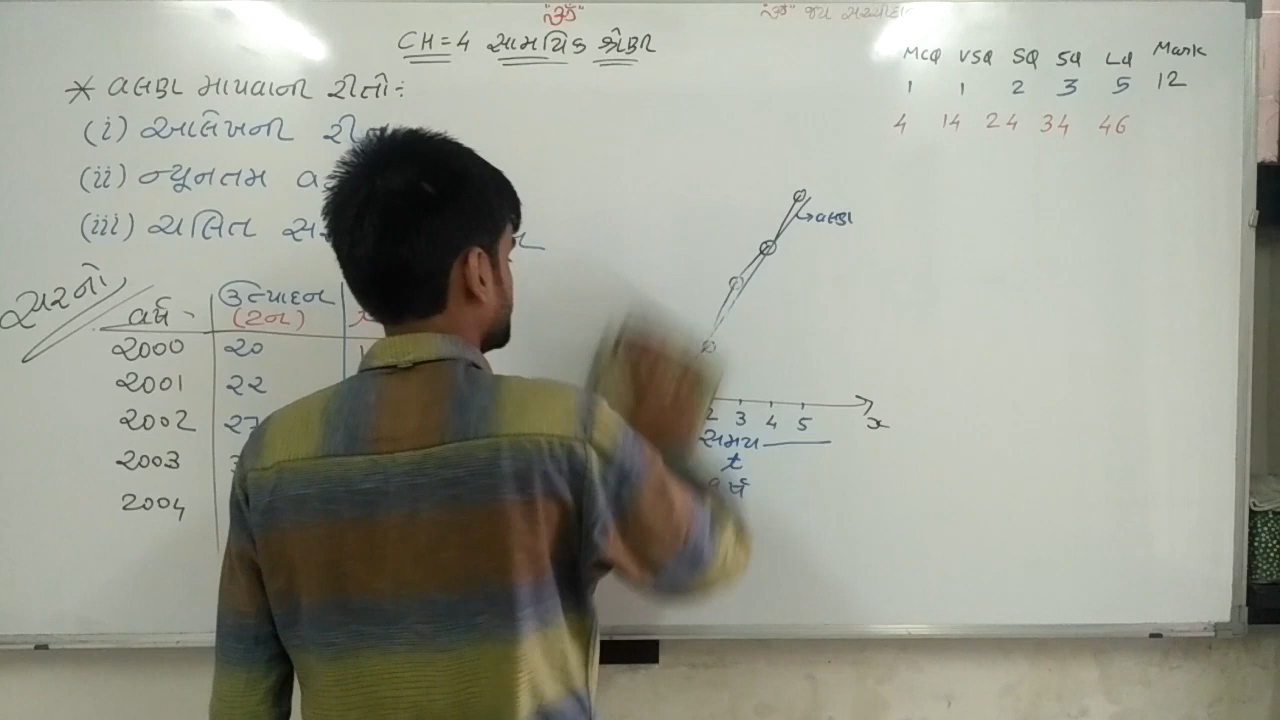 "ૐ"
"ૐ" જય
CH=4 સામયિક શ્રેણી
MCQ VSQ SQ SQ LQ Mark
1 1 2 3 5 12
4 14 24 34 46
* વલણ માપવાની રીતો:
(i) આલેખની
(ii) ન્યૂનતમ
(iii) ચલિત
વર્ષ ઉત્પાદન
(ટન) t
2000 20
2001 22
2002 27
2003
2004
વલણ
2 3 4 5 x
સમય
t
વર્ષ